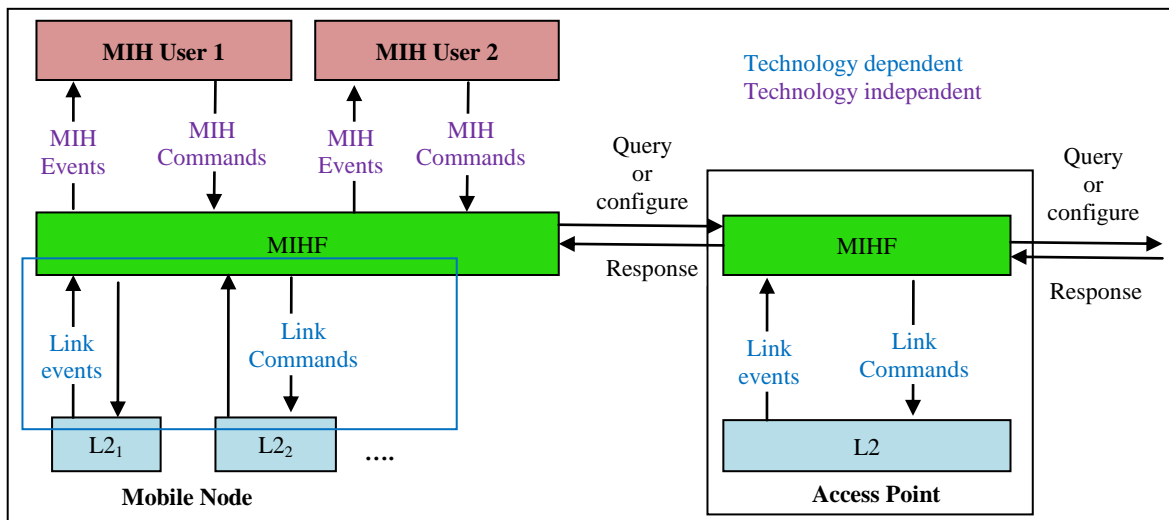 MIH User 1
MIH User 2
Technology dependent
Technology independent
MIH
Events
MIH
Commands
MIH
Events
MIH
Commands
Query
or
configure
Query
or
configure
MIHF
MIHF
Response
Response
Link
events
Link
Commands
Link
events
Link
Commands
L2₁
L2₂
....
L2
Mobile Node
Access Point